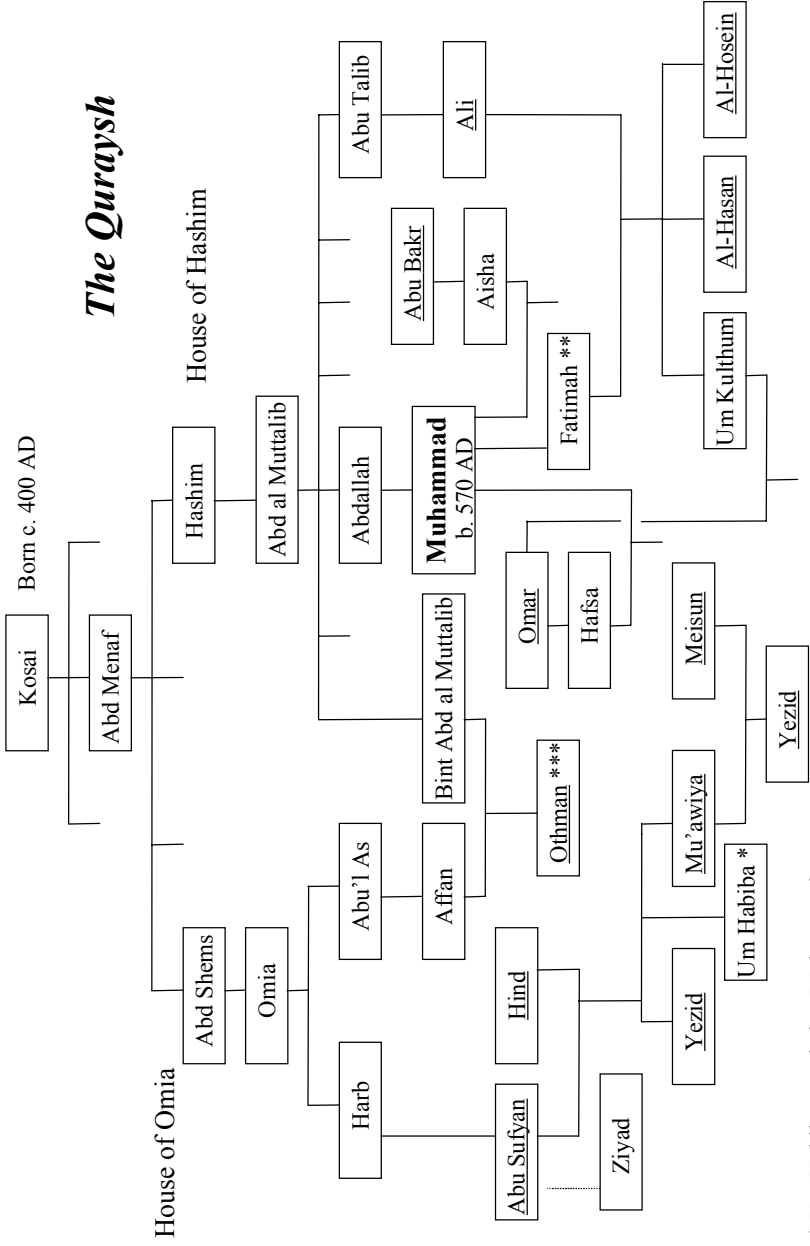 The Quraysh
Kosai
Born c. 400 AD
Abd Menaf
House of Omia
House of Hashim
Abd Shems
Hashim
Omia
Abd al Muttalib
Harb
Abu'l As
Abdallah
Abu Talib
Affan
Bint Abd al Muttalib
Muhammad
b. 570 AD
Abu Bakr
Ali
Aisha
Abu Sufyan
Hind
Othman ***
Omar
Fatimah **
Hafsa
Ziyad
Yezid
Um Habiba *
Mu'awiya
Meisun
Um Kulthum
Al-Hasan
Al-Hosein
Yezid